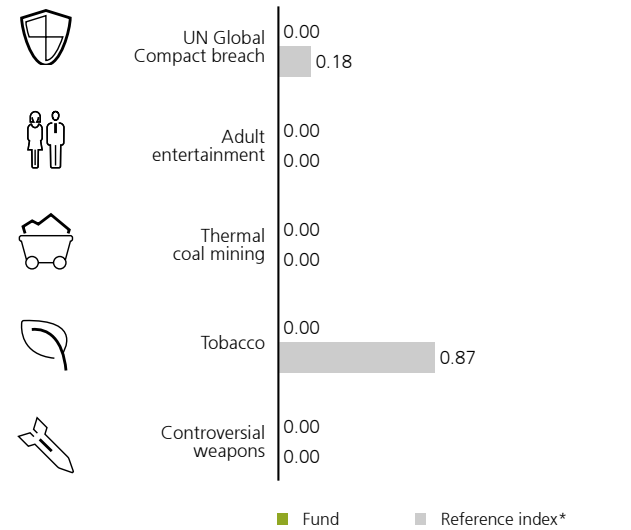 UN Global
Compact breach
0.00
0.18
Adult
entertainment
0.00
0.00
Thermal
coal mining
0.00
0.00
Tobacco
0.00
0.87
Controversial
weapons
0.00
0.00
Fund
Reference index*